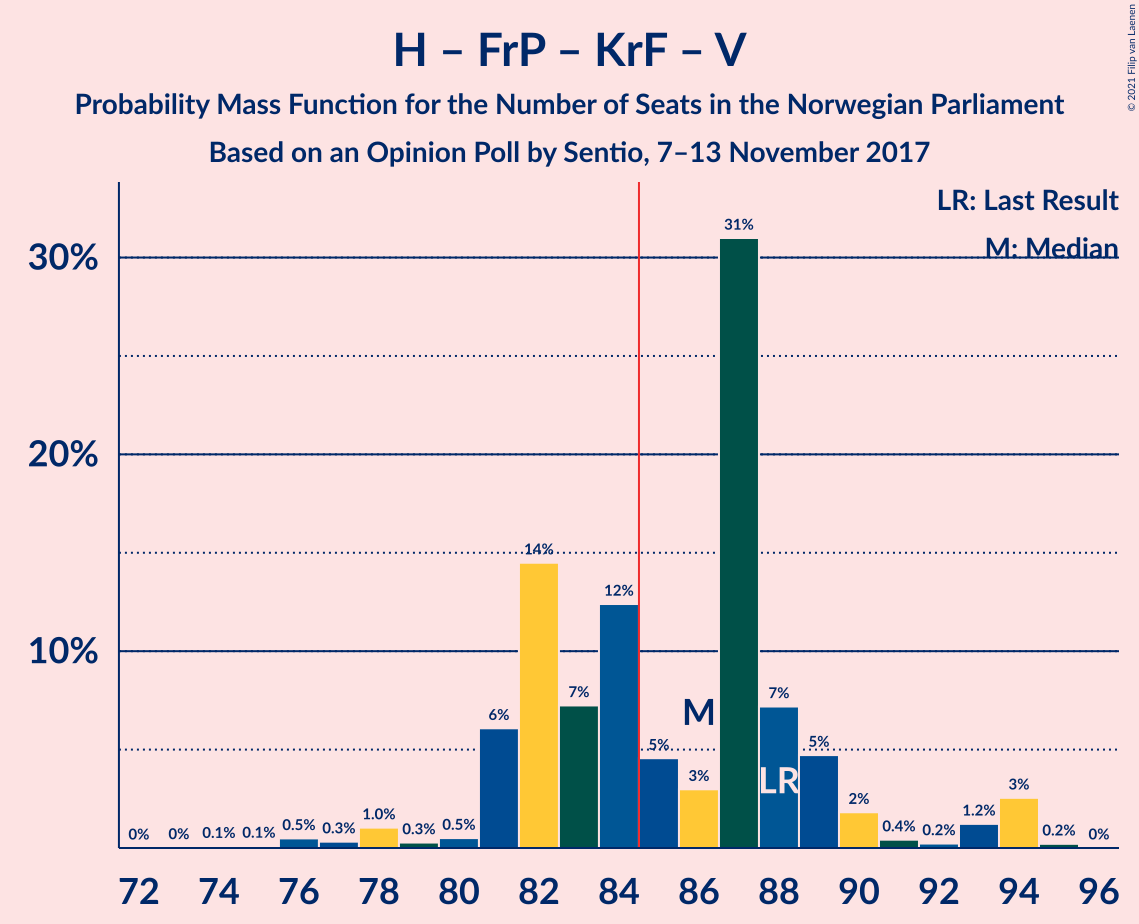 H – FrP – KrF – V
Probability Mass Function for the Number of Seats in the Norwegian Parliament
Based on an Opinion Poll by Sentio, 7–13 November 2017
© 2021 Filip van Laenen
LR: Last Result
M: Median
30%
20%
10%
0% 0% 0.1% 0.1% 0.5% 0.3% 1.0% 0.3% 0.5% 6% 14% 7% 12% 5% 3% 31% 7% 5% 2% 0.4% 0.2% 1.2% 3% 0.2% 0%
M
LR
72 74 76 78 80 82 84 86 88 90 92 94 96